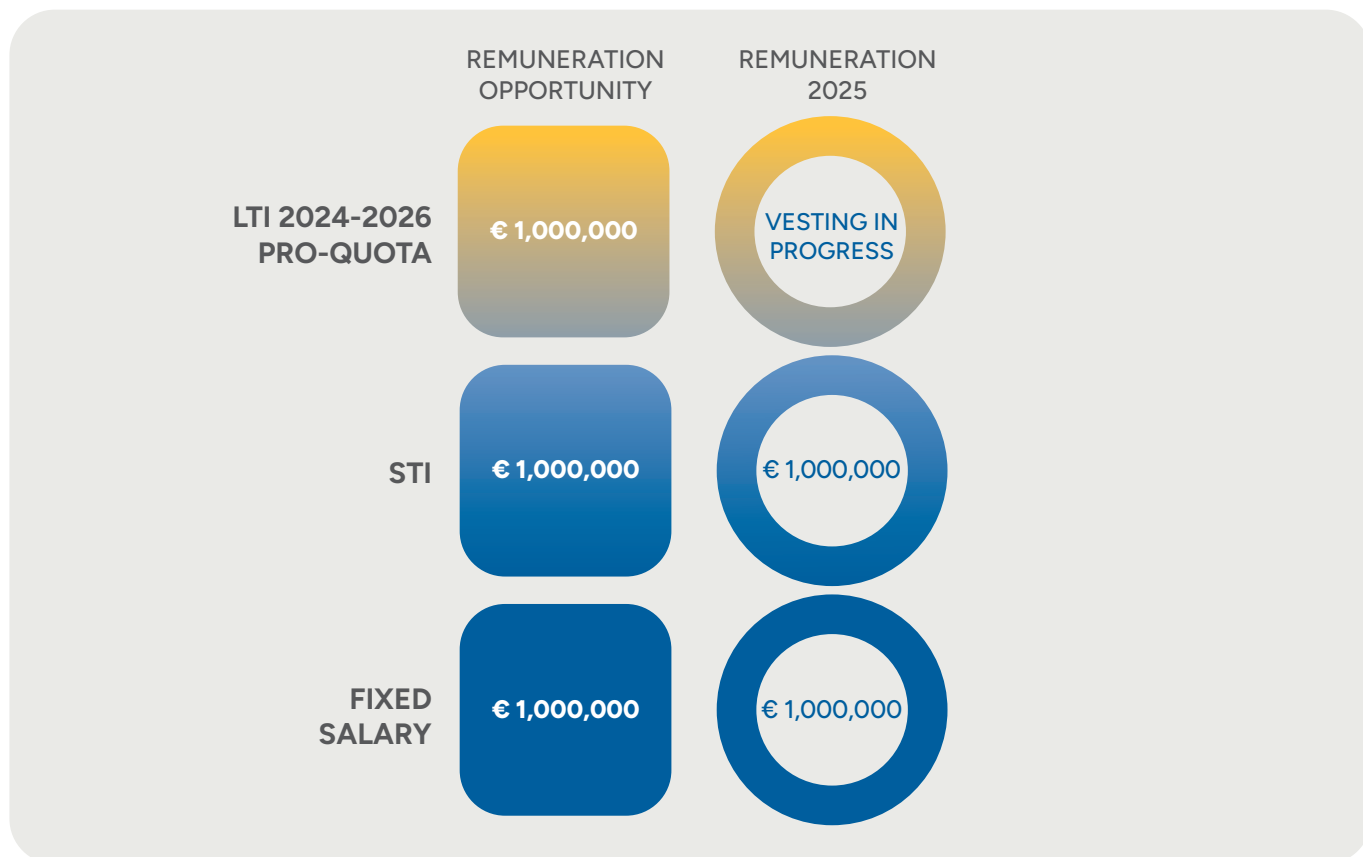 REMUNERATION
OPPORTUNITY
REMUNERATION
2025
LTI 2024-2026
PRO-QUOTA
€ 1,000,000
VESTING IN
PROGRESS
STI
€ 1,000,000
€ 1,000,000
FIXED
SALARY
€ 1,000,000
€ 1,000,000